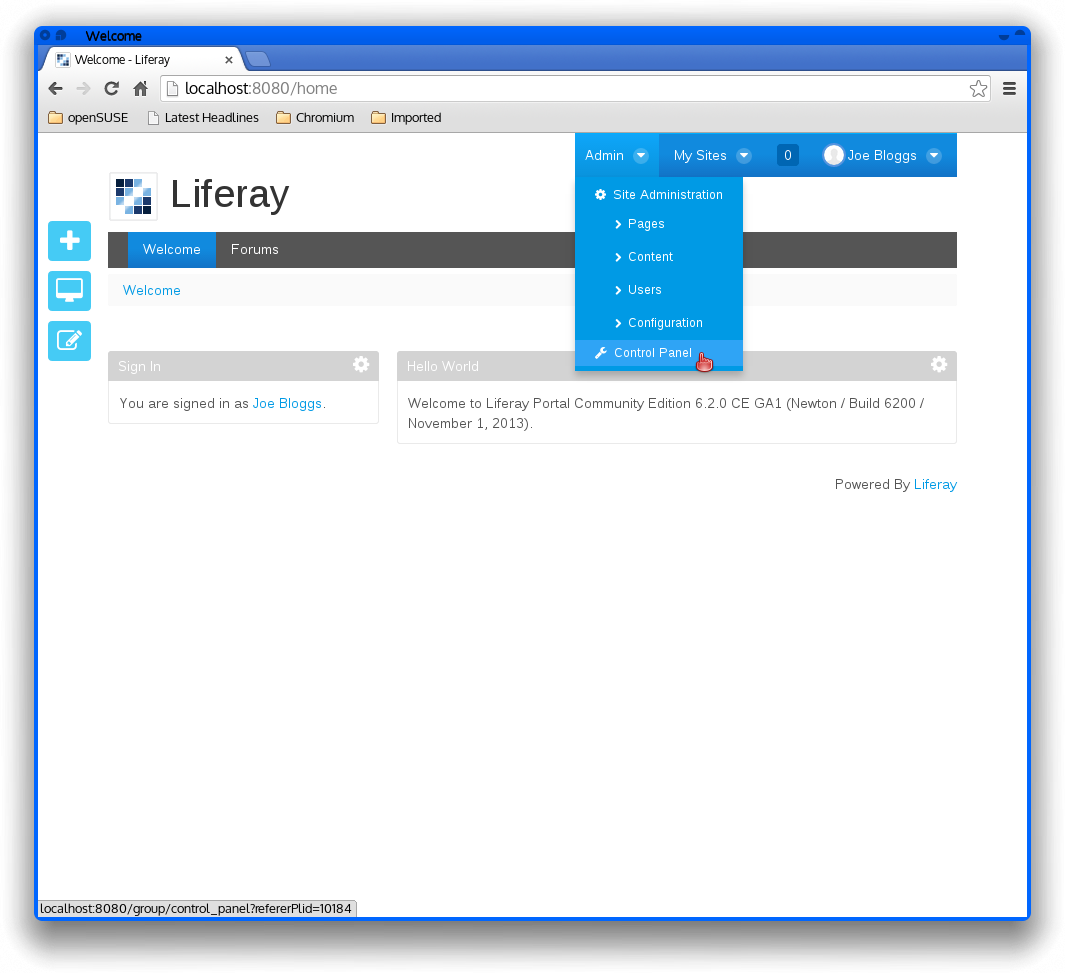 Welcome
Welcome - Liferay
localhost:8080/home
openSUSE Latest Headlines Chromium Imported
Admin My Sites 0 Joe Bloggs
Liferay
Site Administration
Pages
Content
Users
Configuration
Control Panel
Welcome Forums
Welcome
Sign In
You are signed in as Joe Bloggs.
Hello World
Welcome to Liferay Portal Community Edition 6.2.0 CE GA1 (Newton / Build 6200 /
November 1, 2013).
Powered By Liferay
localhost:8080/group/control_panel?refererPlid=10184